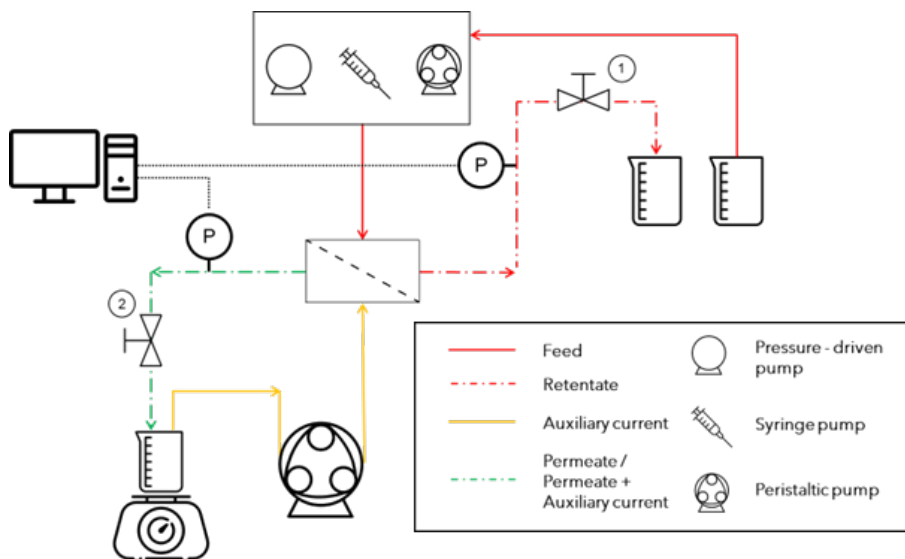 1
P
P
2
Feed
Retentate
Auxiliary current
Permeate /
Permeate +
Auxiliary current
Pressure - driven
pump
Syringe pump
Peristaltic pump